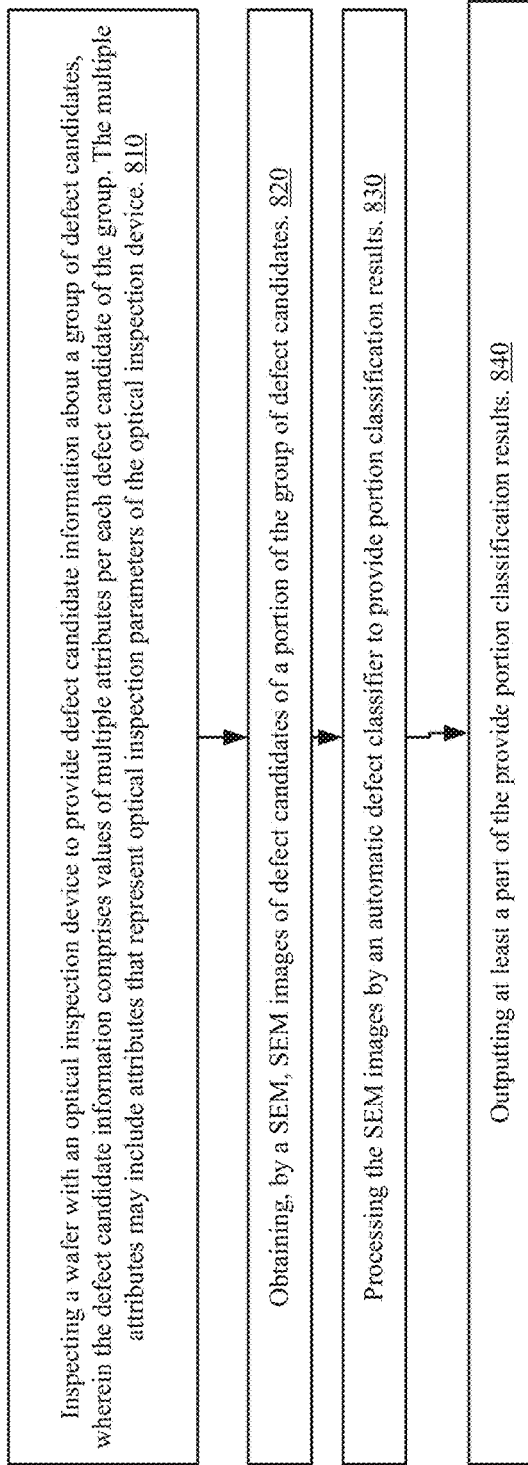 Inspecting a wafer with an optical inspection device to provide defect candidate information about a group of defect candidates,
wherein the defect candidate information comprises values of multiple attributes per each defect candidate of the group. The multiple
attributes may include attributes that represent optical inspection parameters of the optical inspection device. 810
Obtaining, by a SEM, SEM images of defect candidates of a portion of the group of defect candidates. 820
Processing the SEM images by an automatic defect classifier to provide portion classification results. 830
Outputting at least a part of the provide portion classification results. 840